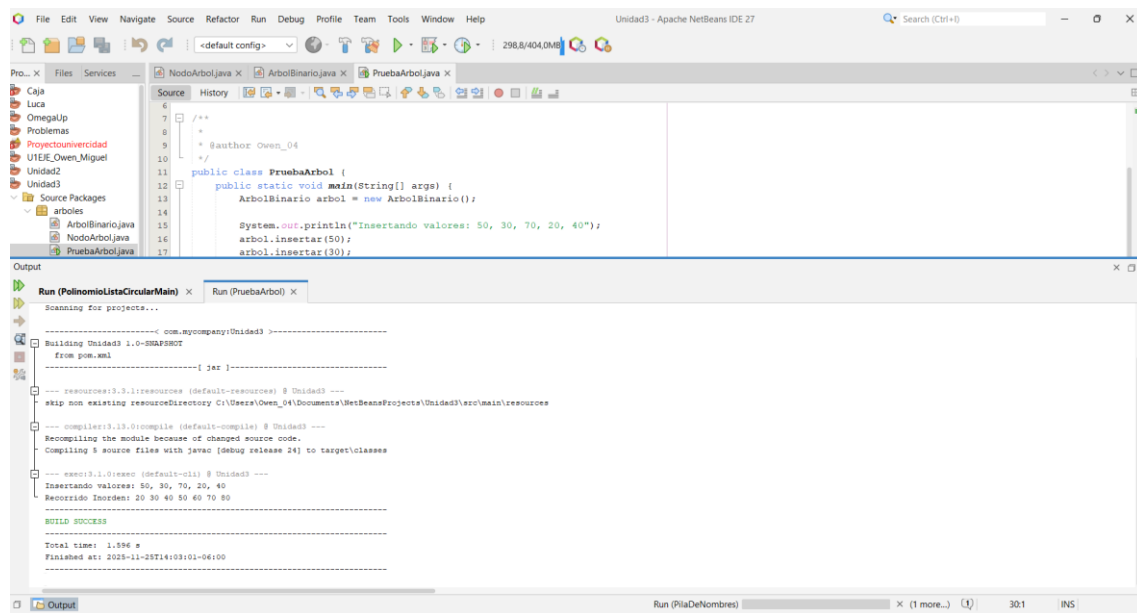 File Edit View Navigate Source Refactor Run Debug Profile Team Tools Window Help
Unidad3 - Apache NetBeans IDE 27
Search (Ctrl+I)
<default config>
298,8/404,0MB
Pro... Files Services
NodoArbol.java ArbolBinario.java PruebaArbol.java
Source History
Caja
Luca
OmegaUp
Problemas
Proyectounivercidad
U1EJE_Owen_Miguel
Unidad2
Unidad3
Source Packages
arboles
ArbolBinario.java
NodoArbol.java
PruebaArbol.java
6
7 /**
8 *
9 * @author Owen_04
10 */
11 public class PruebaArbol {
12 public static void main(String[] args) {
13 ArbolBinario arbol = new ArbolBinario();
14
15 System.out.println("Insertando valores: 50, 30, 70, 20, 40");
16 arbol.insertar(50);
17 arbol.insertar(30);
Output
Run (PolinomioListaCircularMain) Run (PruebaArbol)
Scanning for projects...
-----------------------< com.mycompany:Unidad3 >------------------------
Building Unidad3 1.0-SNAPSHOT
from pom.xml
--------------------------------[ jar ]---------------------------------
--- resources:3.3.1:resources (default-resources) @ Unidad3 ---
skip non existing resourceDirectory C:\Users\Owen_04\Documents\NetBeansProjects\Unidad3\src\main\resources
--- compiler:3.13.0:compile (default-compile) @ Unidad3 ---
Recompiling the module because of changed source code.
Compiling 5 source files with javac [debug release 24] to target\classes
--- exec:3.1.0:exec (default-cli) @ Unidad3 ---
Insertando valores: 50, 30, 70, 20, 40
Recorrido Inorden: 20 30 40 50 60 70 80
------------------------------------------------------------------------
BUILD SUCCESS
------------------------------------------------------------------------
Total time: 1.596 s
Finished at: 2025-11-25T14:03:01-06:00
------------------------------------------------------------------------
Output
Run (PilaDeNombres)
(1 more...)
30:1
INS